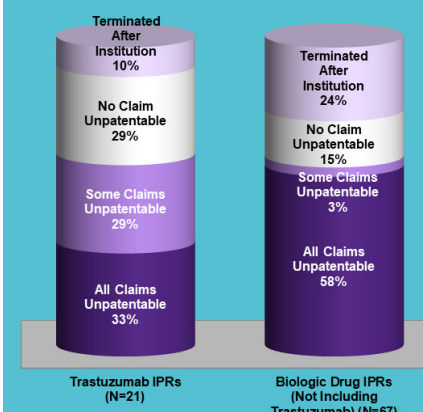 Terminated
After
Institution
10%
No Claim
Unpatentable
29%
Some Claims
Unpatentable
29%
All Claims
Unpatentable
33%
Trastuzumab IPRs
(N=21)
Terminated
After
Institution
24%
No Claim
Unpatentable
15%
Some Claims
Unpatentable
3%
All Claims
Unpatentable
58%
Biologic Drug IPRs
(Not Including
Trastuzumab) (N=67)